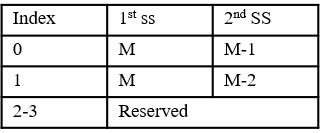 Index 1st ss 2nd SS
0 M M-1
1 M M-2
2-3 Reserved